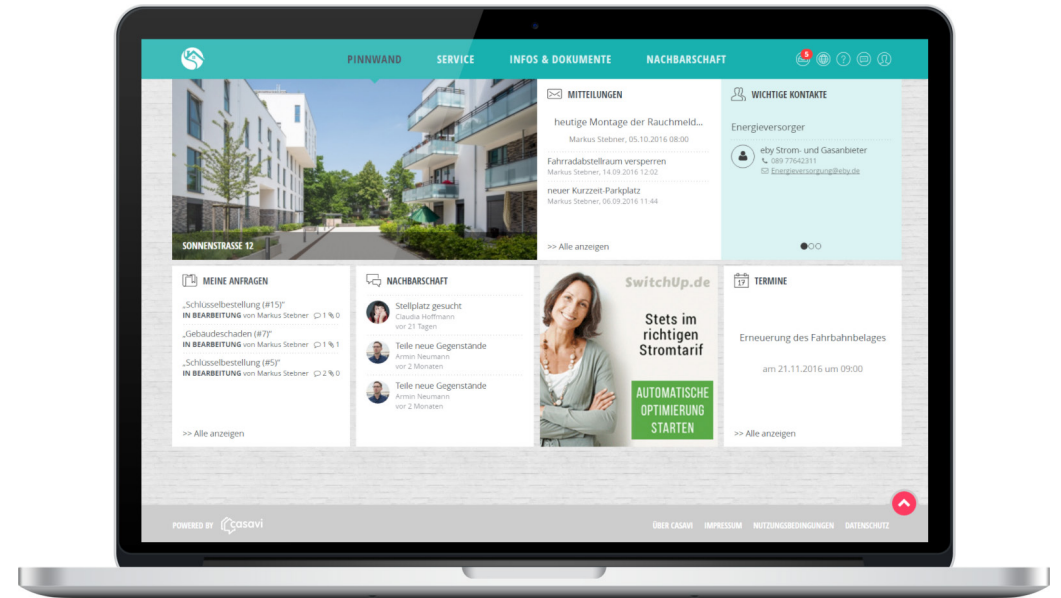 PINNWAND
SERVICE
INFOS & DOKUMENTE
NACHBARSCHAFT
5
SONNENSTRASSE 12
MITTEILUNGEN
heutige Montage der Rauchmeld...
Markus Stebner, 05.10.2016 08:00
Fahrradabstellraum versperren
Markus Stebner, 14.09.2016 12:02
neuer Kurzzeit-Parkplatz
Markus Stebner, 06.09.2016 11:44
>> Alle anzeigen
WICHTIGE KONTAKTE
Energieversorger
eby Strom- und Gasanbieter
089 77642311
Energieversorgung@eby.de
MEINE ANFRAGEN
„Schlüsselbestellung (#15)"
IN BEARBEITUNG von Markus Stebner 1 0
„Gebäudeschaden (#7)"
IN BEARBEITUNG von Markus Stebner 1 1
„Schlüsselbestellung (#5)"
IN BEARBEITUNG von Markus Stebner 2 0
>> Alle anzeigen
NACHBARSCHAFT
Stellplatz gesucht
Claudia Hoffmann
vor 21 Tagen
Teile neue Gegenstände
Armin Neumann
vor 2 Monaten
Teile neue Gegenstände
Armin Neumann
vor 2 Monaten
SwitchUp.de
Stets im
richtigen
Stromtarif
AUTOMATISCHE
OPTIMIERUNG
STARTEN
17
TERMINE
Erneuerung des Fahrbahnbelages
am 21.11.2016 um 09:00
>> Alle anzeigen
POWERED BY casavi
ÜBER CASAVI IMPRESSUM NUTZUNGSBEDINGUNGEN DATENSCHUTZ